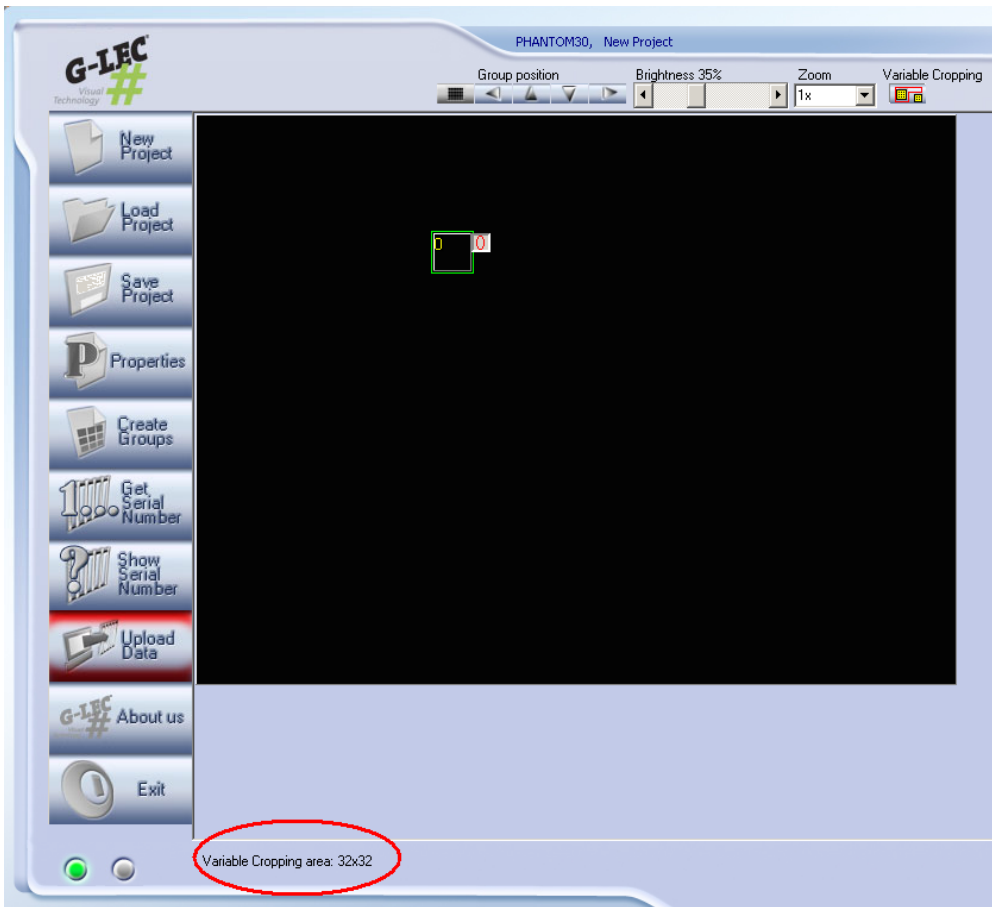 PHANTOM30, New Project
G-LEC
Visual
Technology
Group position
Brightness 35%
Zoom
Variable Cropping
1x
New
Project
0
0
Load
Project
Save
Project
Properties
Create
Groups
Get
Serial
Number
Show
Serial
Number
Upload
Data
G-LEC
About us
Exit
Variable Cropping area: 32x32